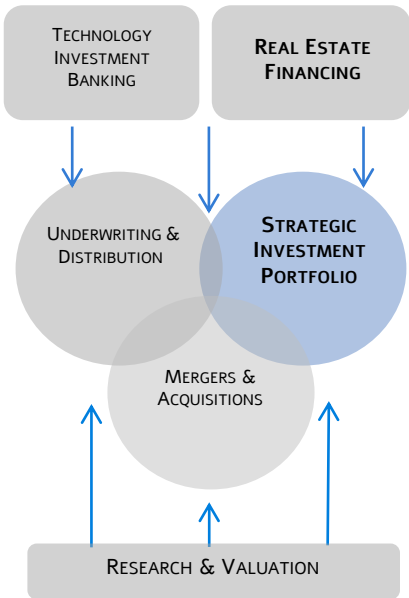 TECHNOLOGY
INVESTMENT
BANKING
REAL ESTATE
FINANCING
UNDERWRITING &
DISTRIBUTION
STRATEGIC
INVESTMENT
PORTFOLIO
MERGERS &
ACQUISITIONS
RESEARCH & VALUATION